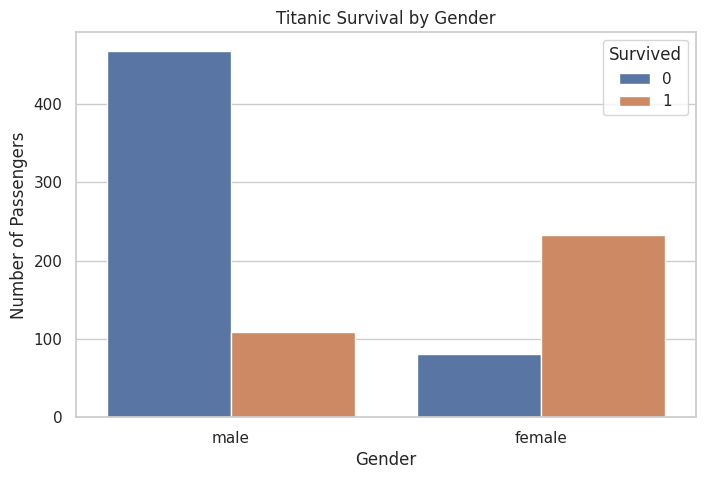 Titanic Survival by Gender
Survived
0
1
400
300
200
100
0
Number of Passengers
male
female
Gender